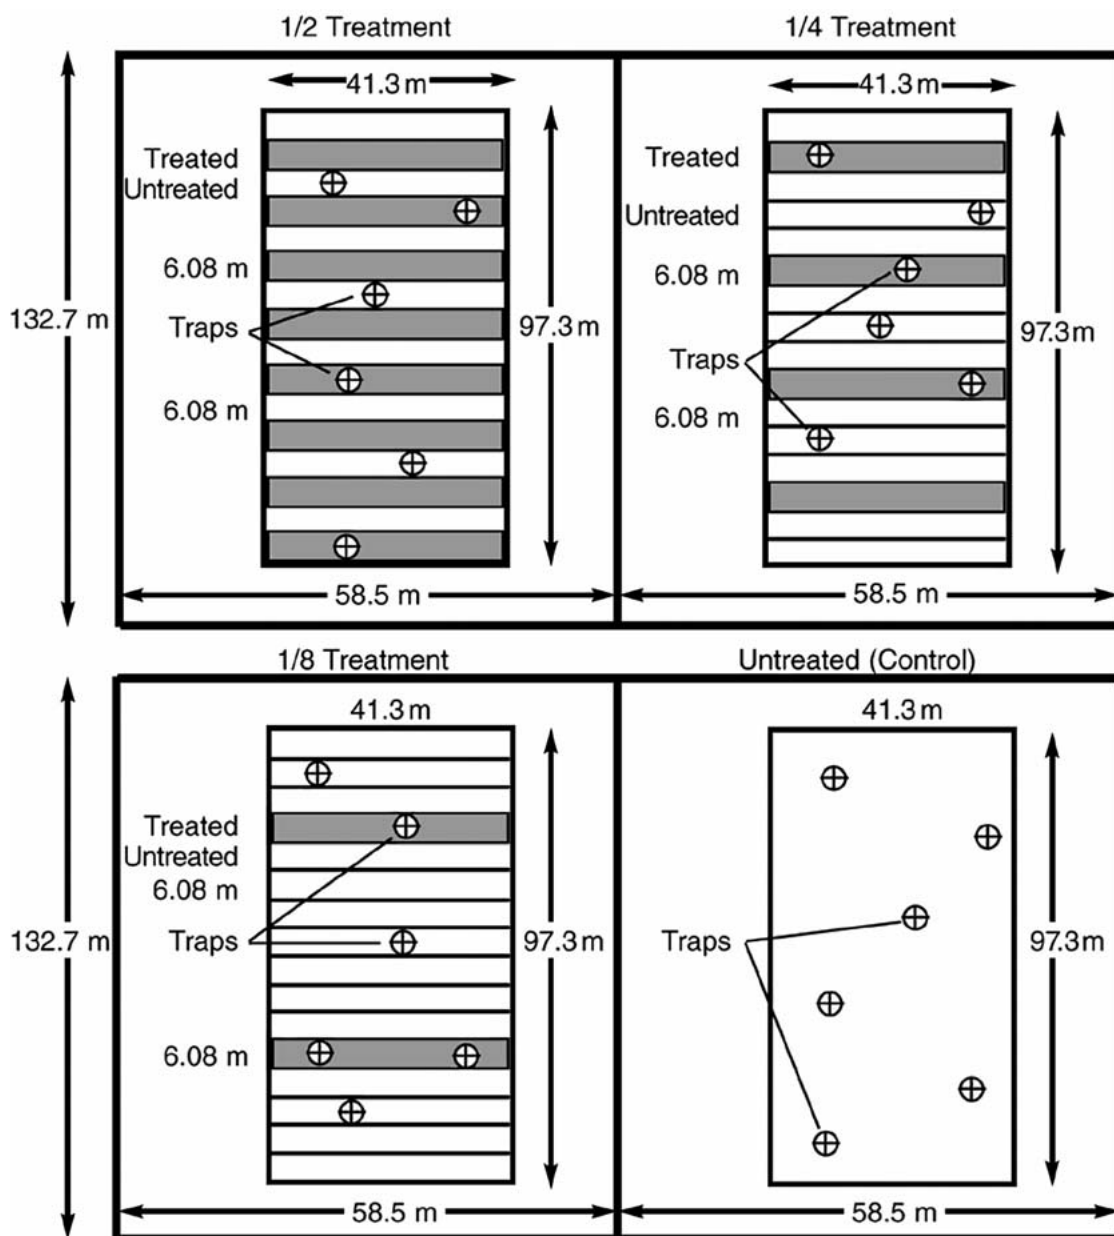 1/2 Treatment
1/4 Treatment
41.3 m
41.3 m
Treated
Untreated
6.08 m
Traps
6.08 m
132.7 m
97.3 m
58.5 m
Treated
Untreated
6.08 m
Traps
6.08 m
97.3 m
58.5 m
1/8 Treatment
Untreated (Control)
41.3 m
41.3 m
Treated
Untreated
6.08 m
Traps
6.08 m
132.7 m
97.3 m
58.5 m
Traps
97.3 m
58.5 m